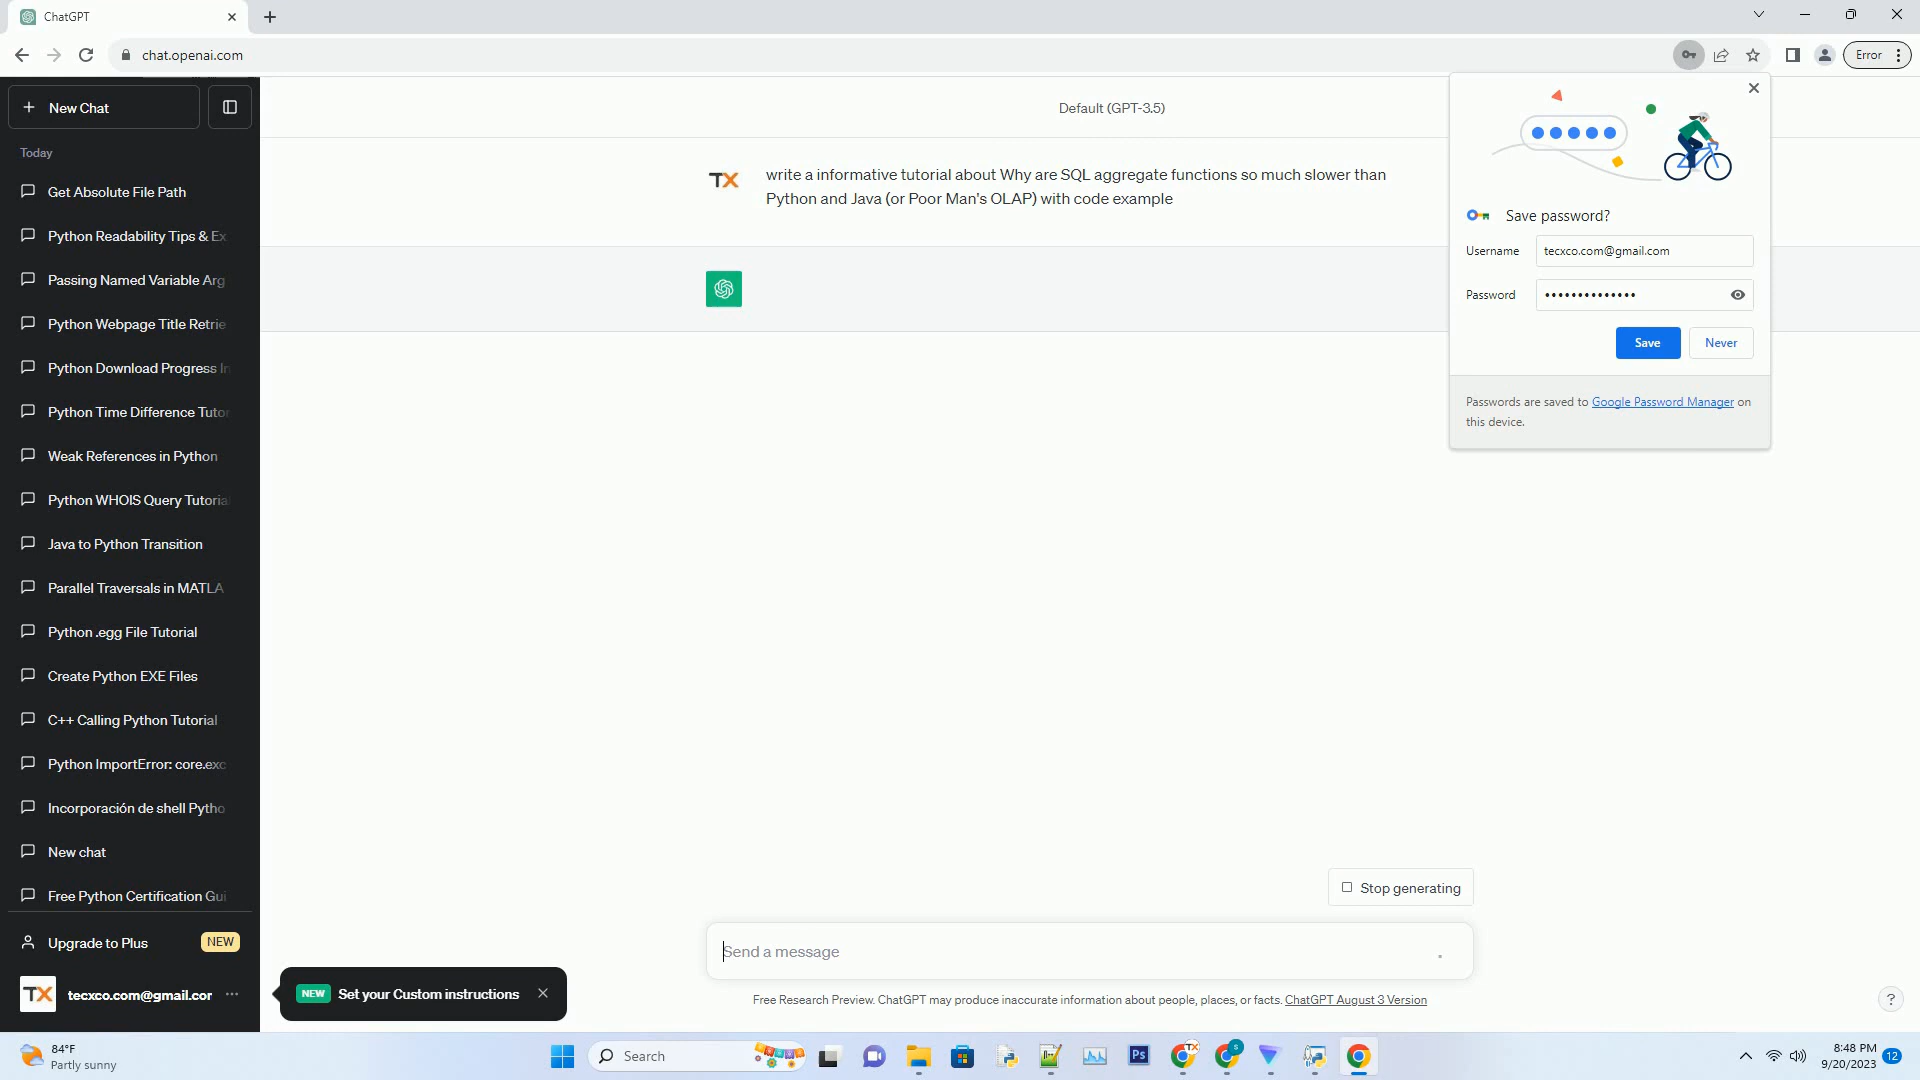 ChatGPT
chat.openai.com
Error
New Chat
Default (GPT-3.5)
Today
Get Absolute File Path
Python Readability Tips & Ex
Passing Named Variable Arg
Python Webpage Title Retrie
Python Download Progress In
Python Time Difference Tutor
Weak References in Python
Python WHOIS Query Tutorial
Java to Python Transition
Parallel Traversals in MATLA
Python .egg File Tutorial
Create Python EXE Files
C++ Calling Python Tutorial
Python ImportError: core.exc
Incorporación de shell Pytho
New chat
Free Python Certification Gui
Upgrade to Plus
NEW
TX
tecxco.com@gmail.cor
TX
write a informative tutorial about Why are SQL aggregate functions so much slower than
Python and Java (or Poor Man's OLAP) with code example
Save password?
Username
tecxco.com@gmail.com
Password
••••••••••••••
Save
Never
Passwords are saved to Google Password Manager on
this device.
Stop generating
Send a message
NEW
Set your Custom instructions
Free Research Preview. ChatGPT may produce inaccurate information about people, places, or facts. ChatGPT August 3 Version
?
84°F
Partly sunny
Search
Ps
TX
S
8:48 PM
9/20/2023
12